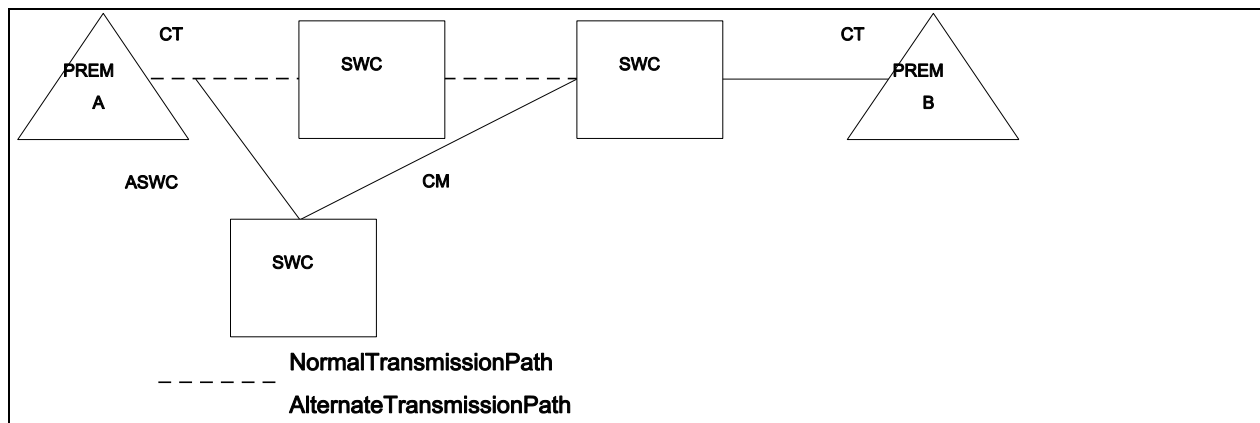 CT
CT
PREM
A
SWC
SWC
PREM
B
ASWC
CM
SWC
NormalTransmissionPath
AlternateTransmissionPath